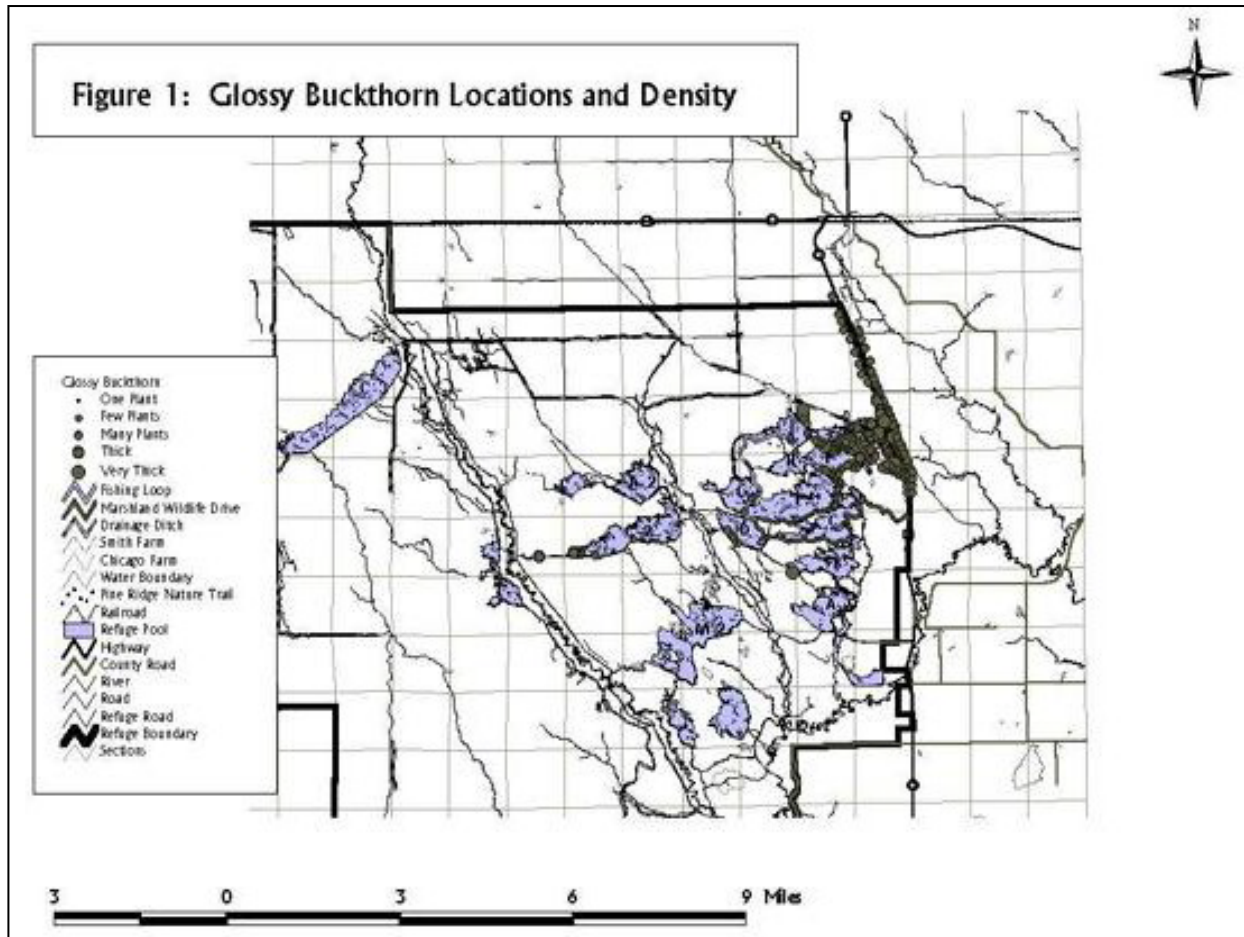 N
Figure 1: Glossy Buckthorn Locations and Density
Glossy Buckthorn
One Plant
Few Plants
Many Plants
Thick
Very Thick
Fishing Loop
Marshland Wildlife Drive
Drainage Ditch
Smith Farm
Chicago Farm
Water Boundary
Pine Ridge Nature Trail
Railroad
Refuge Pool
Highway
County Road
River
Road
Refuge Road
Refuge Boundary
Sections
3 0 3 6 9 Miles